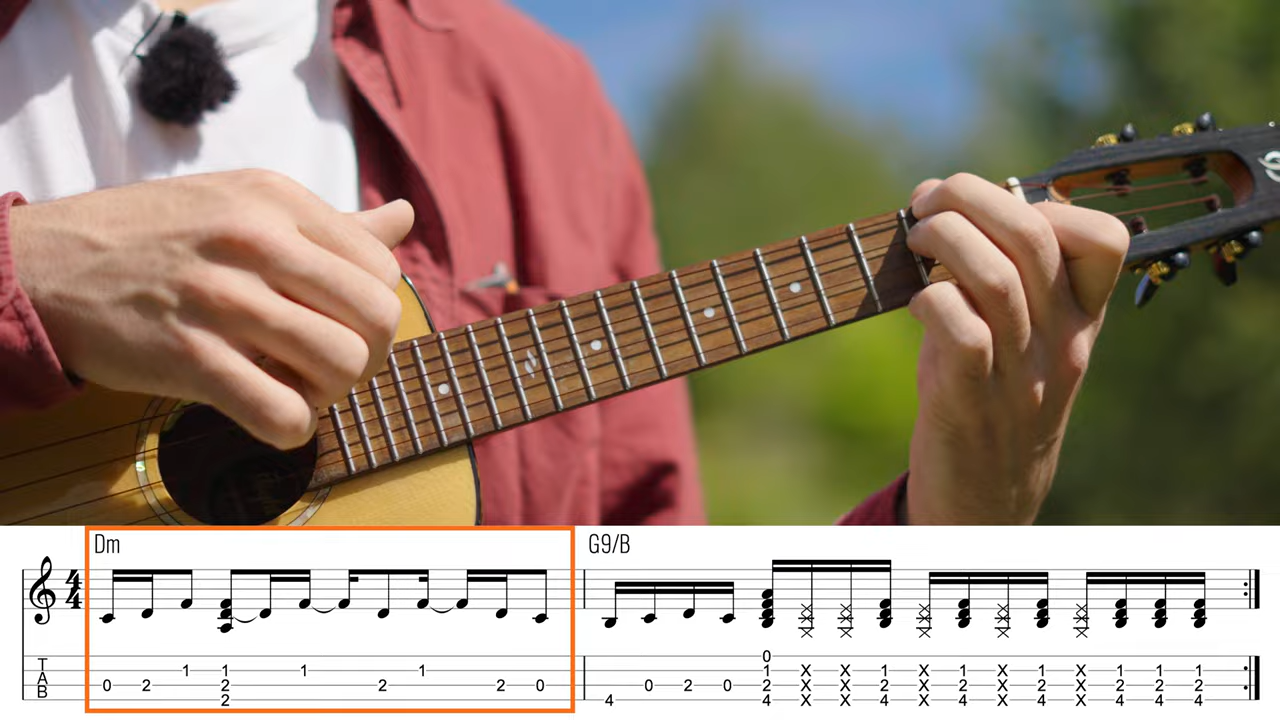 Dm G9/B
4
4
0
T
1 1 1 1 1 X X 1 X 1 X 1 X 1 1 1
A
0 2 2 2 2 0 0 2 0 2 X X 2 X 2 X 2 X 2 2 2
B
2 4 4 X X 4 X 4 X 4 X 4 4 4